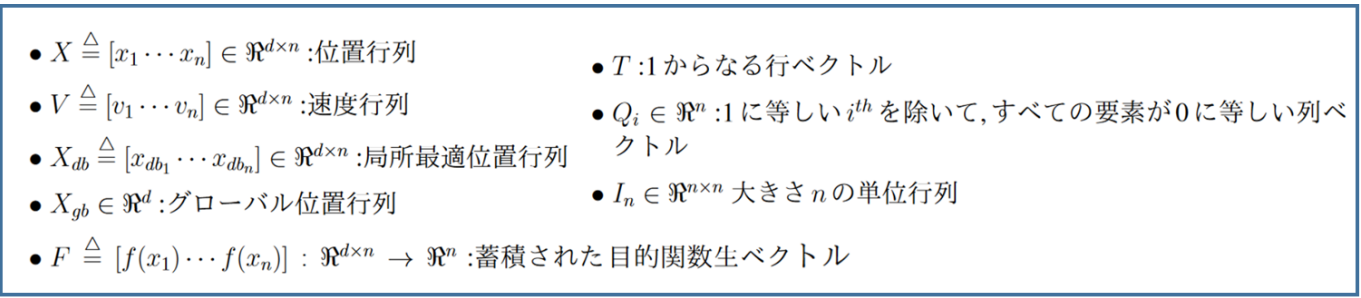 • X ≜ [x₁ ⋯ xₙ] ∈ ℜ^{d×n} :位置行列
• V ≜ [v₁ ⋯ vₙ] ∈ ℜ^{d×n} :速度行列
• X_{db} ≜ [x_{db₁} ⋯ x_{dbₙ}] ∈ ℜ^{d×n} :局所最適位置行列
• X_{gb} ∈ ℜ^d :グローバル位置行列
• F ≜ [f(x₁) ⋯ f(xₙ)] : ℜ^{d×n} → ℜ^n :蓄積された目的関数生ベクトル
• T :1からなる行ベクトル
• Q_i ∈ ℜ^n :1に等しい i^{th} を除いて, すべての要素が0に等しい列ベ
クトル
• I_n ∈ ℜ^{n×n} 大きさ n の単位行列